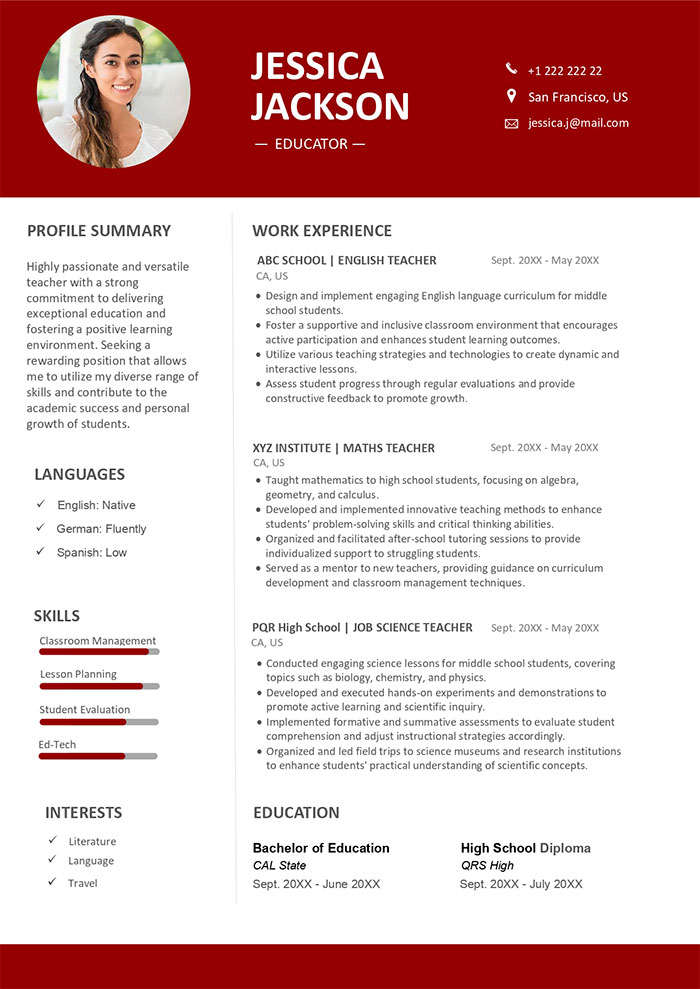 JESSICA
JACKSON
— EDUCATOR —
+1 222 222 22
San Francisco, US
jessica.j@mail.com
PROFILE SUMMARY
Highly passionate and versatile
teacher with a strong
commitment to delivering
exceptional education and
fostering a positive learning
environment. Seeking a
rewarding position that allows
me to utilize my diverse range of
skills and contribute to the
academic success and personal
growth of students.
LANGUAGES
English: Native
German: Fluently
Spanish: Low
SKILLS
Classroom Management
Lesson Planning
Student Evaluation
Ed-Tech
INTERESTS
Literature
Language
Travel
WORK EXPERIENCE
ABC SCHOOL | ENGLISH TEACHER Sept. 20XX - May 20XX
CA, US
• Design and implement engaging English language curriculum for middle
school students.
• Foster a supportive and inclusive classroom environment that encourages
active participation and enhances student learning outcomes.
• Utilize various teaching strategies and technologies to create dynamic and
interactive lessons.
• Assess student progress through regular evaluations and provide
constructive feedback to promote growth.
XYZ INSTITUTE | MATHS TEACHER Sept. 20XX - May 20XX
CA, US
• Taught mathematics to high school students, focusing on algebra,
geometry, and calculus.
• Developed and implemented innovative teaching methods to enhance
students' problem-solving skills and critical thinking abilities.
• Organized and facilitated after-school tutoring sessions to provide
individualized support to struggling students.
• Served as a mentor to new teachers, providing guidance on curriculum
development and classroom management techniques.
PQR High School | JOB SCIENCE TEACHER Sept. 20XX - May 20XX
CA, US
• Conducted engaging science lessons for middle school students, covering
topics such as biology, chemistry, and physics.
• Developed and executed hands-on experiments and demonstrations to
promote active learning and scientific inquiry.
• Implemented formative and summative assessments to evaluate student
comprehension and adjust instructional strategies accordingly.
• Organized and led field trips to science museums and research institutions
to enhance students' practical understanding of scientific concepts.
EDUCATION
Bachelor of Education
CAL State
Sept. 20XX - June 20XX
High School Diploma
QRS High
Sept. 20XX - July 20XX